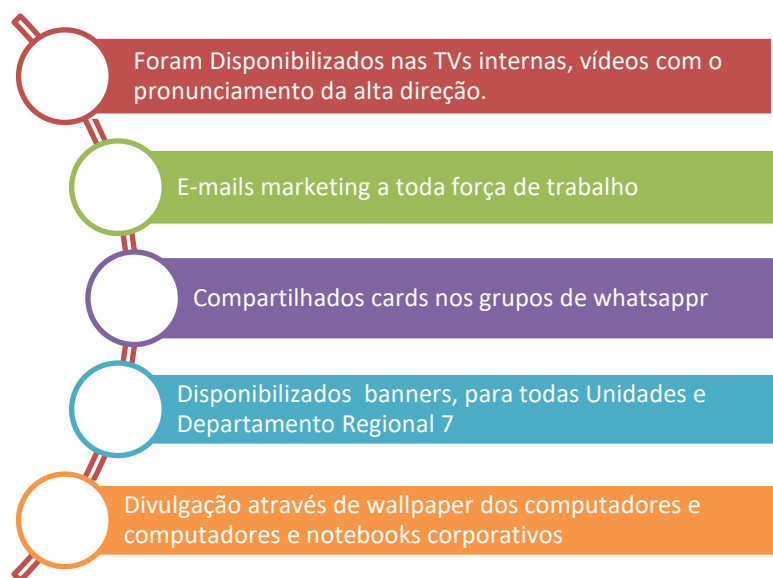 Foram Disponibilizados nas TVs internas, vídeos com o
pronunciamento da alta direção.
E-mails marketing a toda força de trabalho
Compartilhados cards nos grupos de whatsappr
Disponibilizados  banners, para todas Unidades e
Departamento Regional 7
Divulgação através de wallpaper dos computadores e
computadores e notebooks corporativos